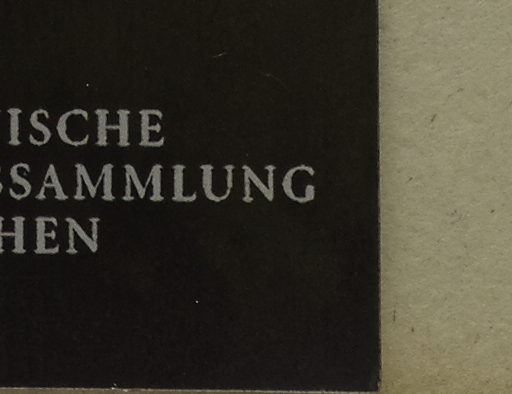 ISCHE
SSAMMLUNG
HEN